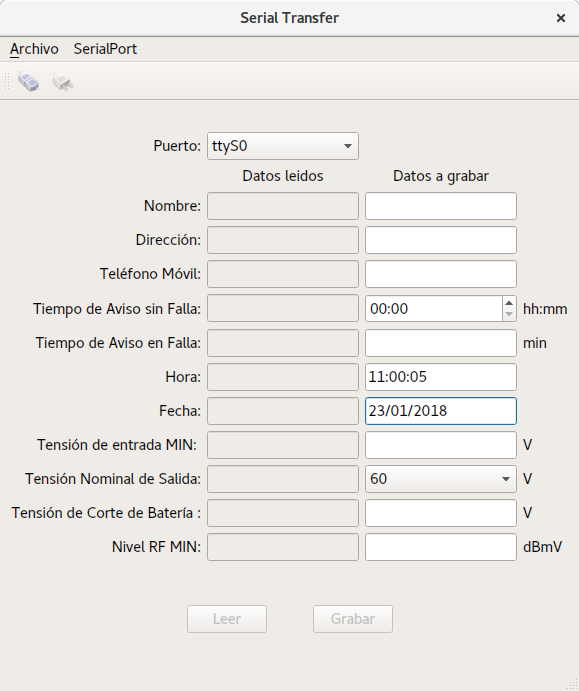 Serial Transfer
Archivo SerialPort
Puerto: ttyS0
Datos leidos Datos a grabar
Nombre:
Dirección:
Teléfono Móvil:
Tiempo de Aviso sin Falla: 00:00 hh:mm
Tiempo de Aviso en Falla: min
Hora: 11:00:05
Fecha: 23/01/2018
Tensión de entrada MIN: V
Tensión Nominal de Salida: 60 V
Tensión de Corte de Batería : V
Nivel RF MIN: dBmV
Leer Grabar